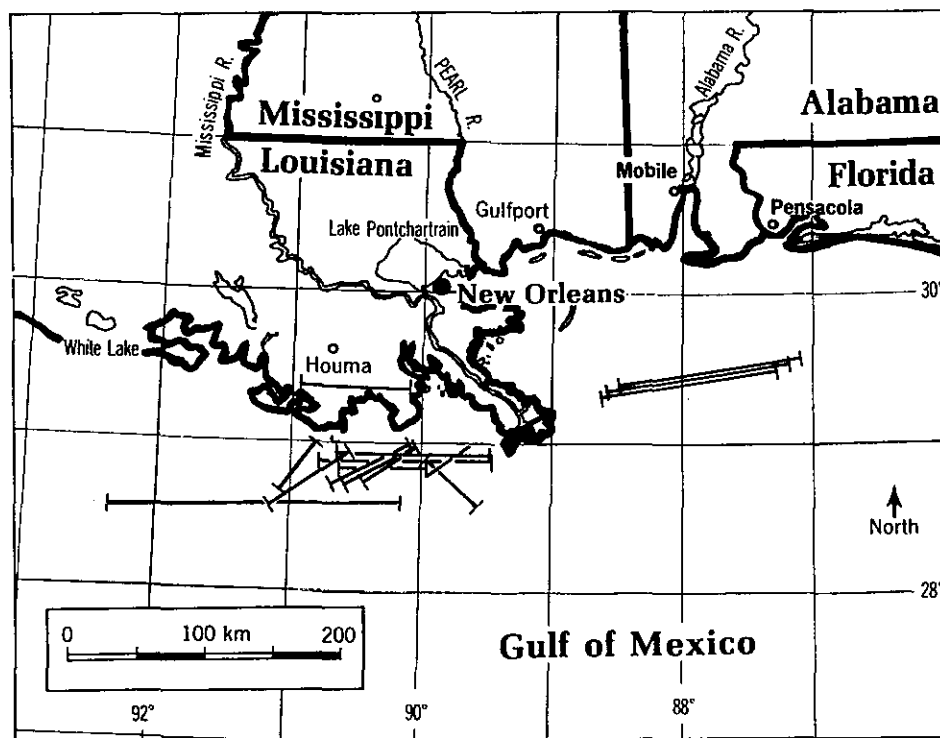 Mississippi R.
PEARL R.
Alabama R.
Mississippi
Alabama
Louisiana
Mobile
Florida
Gulfport
Pensacola
Lake Pontchartrain
New Orleans
30°
White Lake
Houma
North
28°
0 100 km 200
Gulf of Mexico
92° 90° 88°